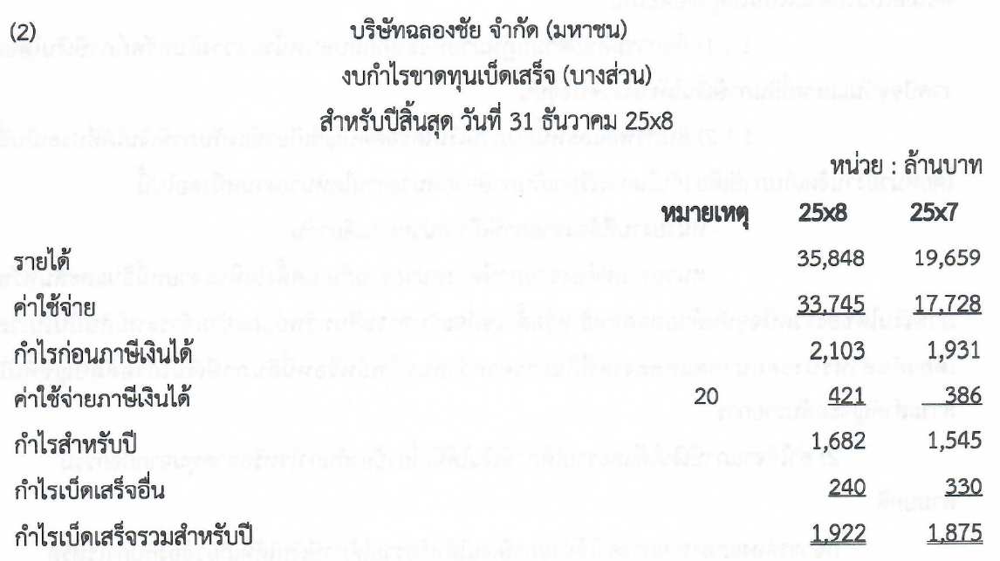 (2) บริษัทฉลองชัย จำกัด (มหาชน)
งบกำไรขาดทุนเบ็ดเสร็จ (บางส่วน)
สำหรับปีสิ้นสุด วันที่ 31 ธันวาคม 25x8
หน่วย : ล้านบาท
หมายเหตุ 25x8 25x7
รายได้ 35,848 19,659
ค่าใช้จ่าย 33,745 17,728
กำไรก่อนภาษีเงินได้ 2,103 1,931
ค่าใช้จ่ายภาษีเงินได้ 20 421 386
กำไรสำหรับปี 1,682 1,545
กำไรเบ็ดเสร็จอื่น 240 330
กำไรเบ็ดเสร็จรวมสำหรับปี 1,922 1,875